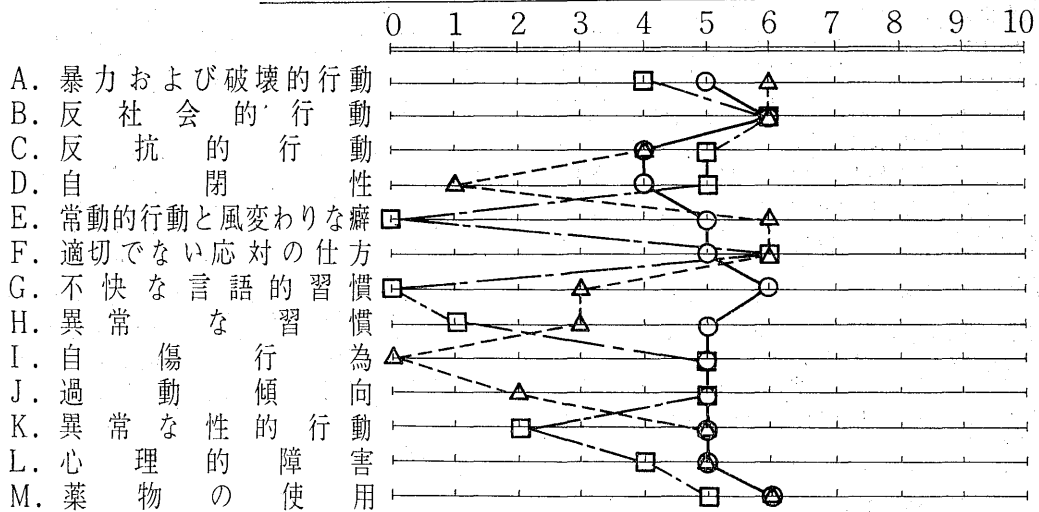 0 1 2 3 4 5 6 7 8 9 10
A. 暴力および破壊的行動
B. 反社会的行動
C. 反抗的行動
D. 自閉性
E. 常動的行動と風変わりな癖
F. 適切でない応対の仕方
G. 不快な言語的習慣
H. 異常な習慣
I. 自傷行為
J. 過動傾向
K. 異常な性的行動
L. 心理的障害
M. 薬物の使用